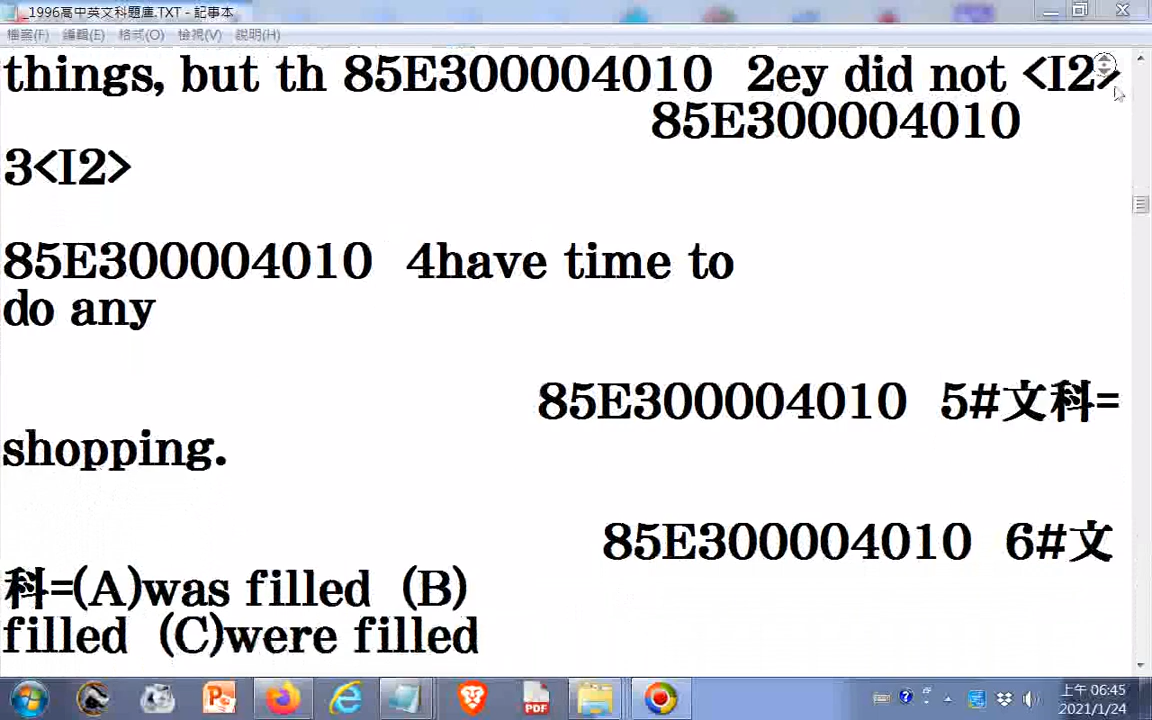 _1996高中英文科題庫.TXT - 記事本
檔案(F) 編輯(E) 格式(O) 檢視(V) 說明(H)
things, but th 85E300004010 2ey did not <I2>
85E300004010
3<I2>
85E300004010 4have time to
do any
85E300004010 5#文科=
shopping.
85E300004010 6#文
科=(A)was filled (B)
filled (C)were filled
PDF
上午 06:45
2021/1/24